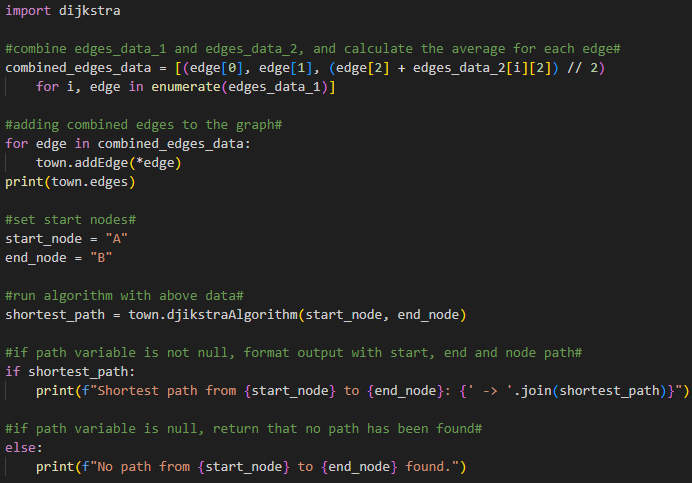 import dijkstra
#combine edges_data_1 and edges_data_2, and calculate the average for each edge#
combined_edges_data = [(edge[0], edge[1], (edge[2] + edges_data_2[i][2]) // 2)
    for i, edge in enumerate(edges_data_1)]
#adding combined edges to the graph#
for edge in combined_edges_data:
    town.addEdge(*edge)
print(town.edges)
#set start nodes#
start_node = "A"
end_node = "B"
#run algorithm with above data#
shortest_path = town.djikstraAlgorithm(start_node, end_node)
#if path variable is not null, format output with start, end and node path#
if shortest_path:
    print(f"Shortest path from {start_node} to {end_node}: {' -> '.join(shortest_path)}")
#if path variable is null, return that no path has been found#
else:
    print(f"No path from {start_node} to {end_node} found.")